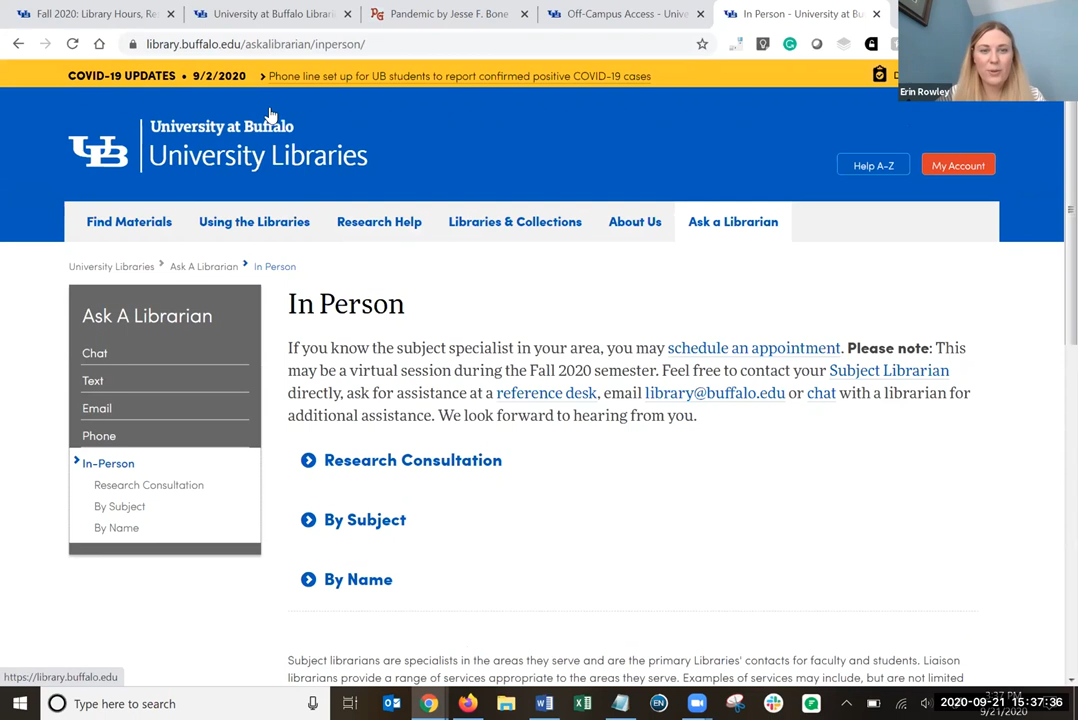 Fall 2020: Library Hours, Re
University at Buffalo Librari
Pandemic by Jesse F. Bone
Off-Campus Access - Unive
In Person - University at Bu
library.buffalo.edu/askalibrarian/inperson/
COVID-19 UPDATES • 9/2/2020
Phone line set up for UB students to report confirmed positive COVID-19 cases
Erin Rowley
University at Buffalo
University Libraries
Help A-Z
My Account
Find Materials
Using the Libraries
Research Help
Libraries & Collections
About Us
Ask a Librarian
University Libraries
Ask A Librarian
In Person
Ask A Librarian
Chat
Text
Email
Phone
In-Person
Research Consultation
By Subject
By Name
In Person
If you know the subject specialist in your area, you may schedule an appointment. Please note: This
may be a virtual session during the Fall 2020 semester. Feel free to contact your Subject Librarian
directly, ask for assistance at a reference desk, email library@buffalo.edu or chat with a librarian for
additional assistance. We look forward to hearing from you.
Research Consultation
By Subject
By Name
Subject librarians are specialists in the areas they serve and are the primary Libraries' contacts for faculty and students. Liaison
librarians provide a range of services appropriate to the areas they serve. Examples of services may include, but are not limited
https://library.buffalo.edu
Type here to search
3:37 PM
2020-09-21 15:37:36
9/21/2020